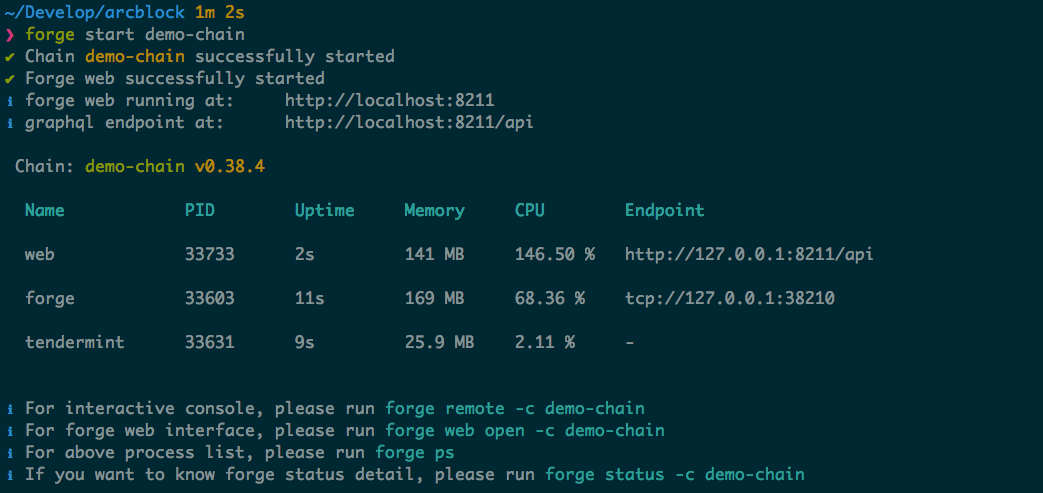 ~/Develop/arcblock 1m 2s
❯ forge start demo-chain
✔ Chain demo-chain successfully started
✔ Forge web successfully started
ℹ forge web running at: http://localhost:8211
ℹ graphql endpoint at: http://localhost:8211/api
Chain: demo-chain v0.38.4
Name PID Uptime Memory CPU Endpoint
web 33733 2s 141 MB 146.50 % http://127.0.0.1:8211/api
forge 33603 11s 169 MB 68.36 % tcp://127.0.0.1:38210
tendermint 33631 9s 25.9 MB 2.11 % -
ℹ For interactive console, please run forge remote -c demo-chain
ℹ For forge web interface, please run forge web open -c demo-chain
ℹ For above process list, please run forge ps
ℹ If you want to know forge status detail, please run forge status -c demo-chain